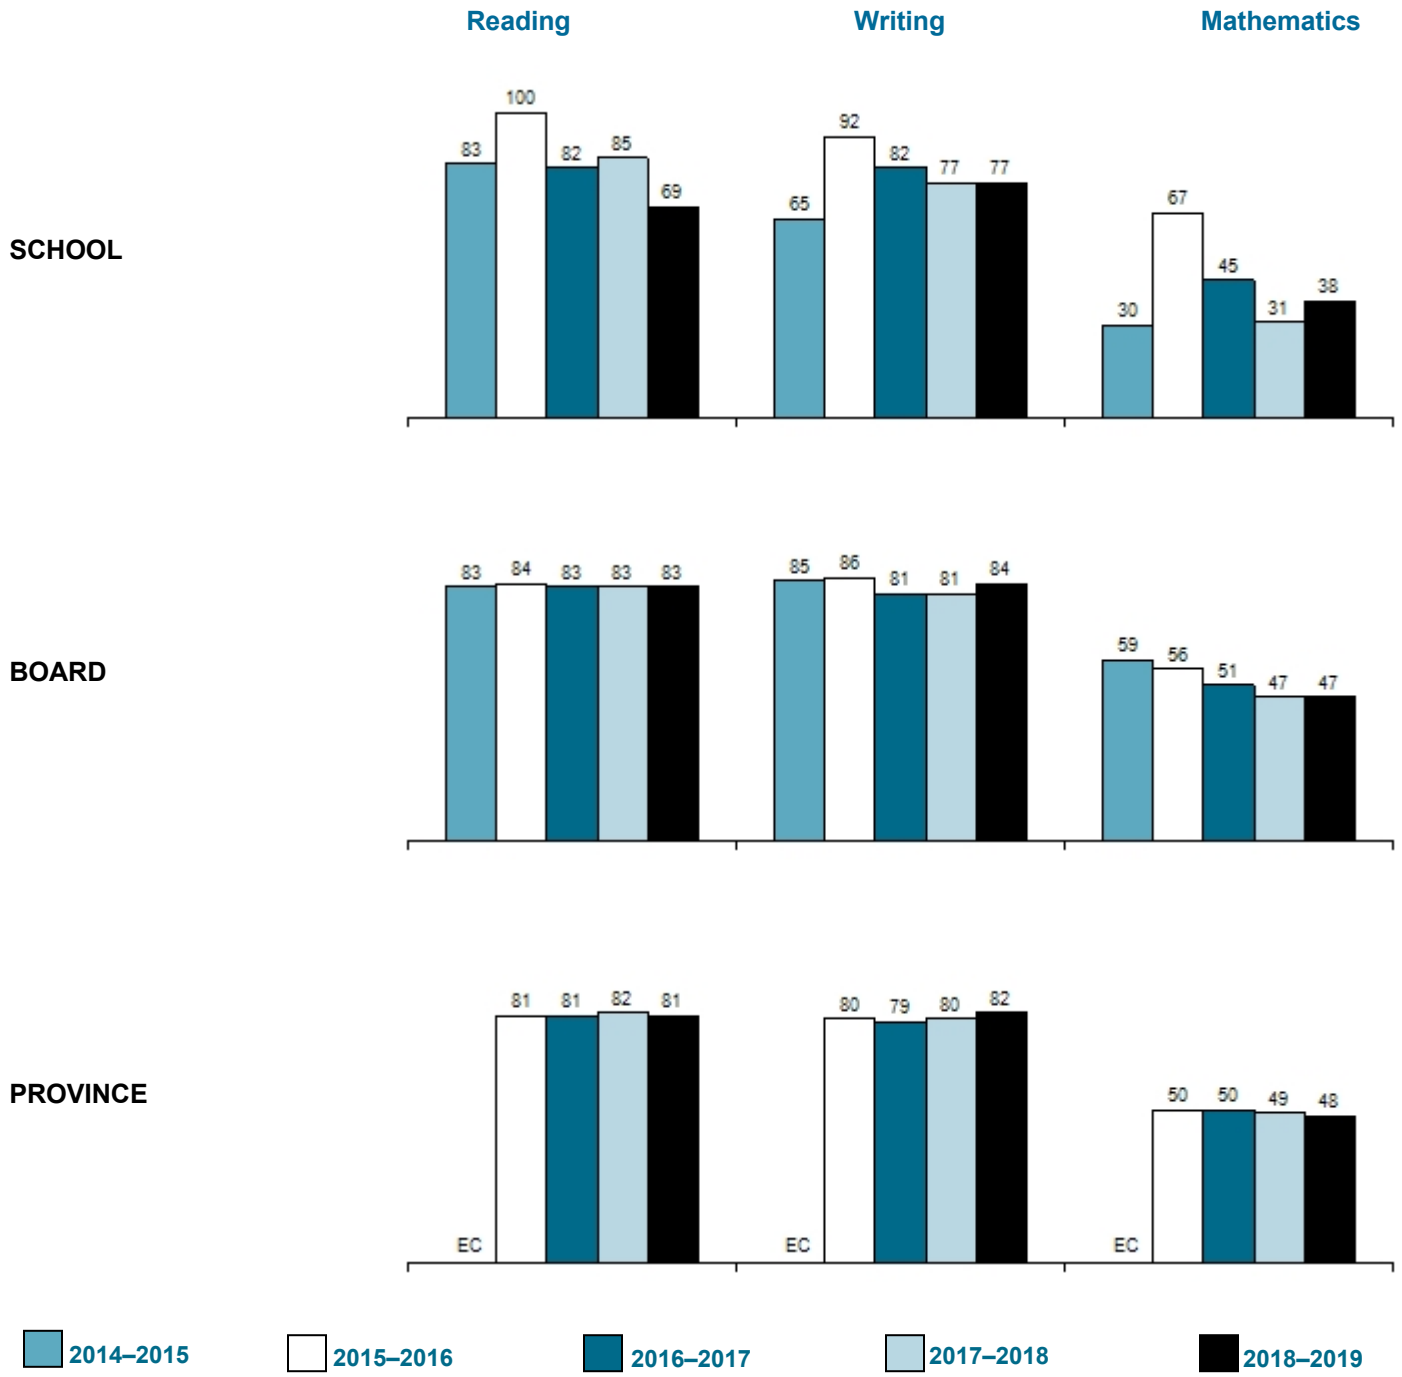 Reading Writing Mathematics
SCHOOL
83 100 82 85 69 65 92 82 77 77 30 67 45 31 38
BOARD
83 84 83 83 83 85 86 81 81 84 59 56 51 47 47
PROVINCE
EC 81 81 82 81 EC 80 79 80 82 EC 50 50 49 48
2014–2015 2015–2016 2016–2017 2017–2018 2018–2019